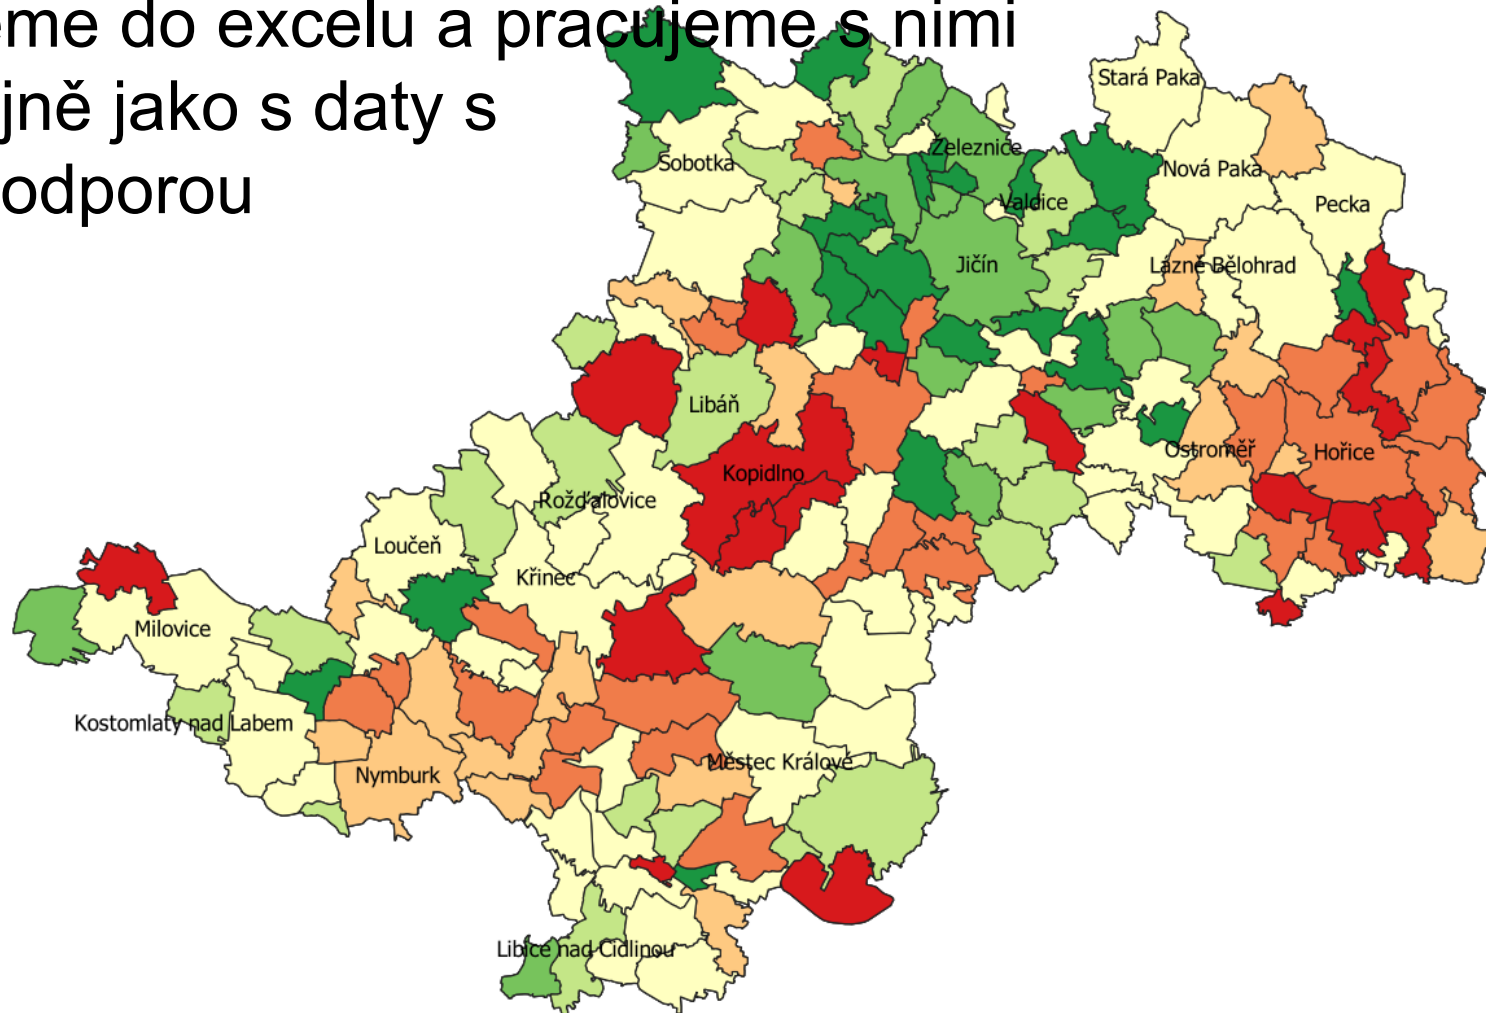 eme do excelu a pracujeme s nimi
jně jako s daty s
odporou
Stará Paka
Železnice
Sobotka
Nová Paka
Valdice
Pecka
Jičín
Lázně Bělohrad
Libáň
Ostroměř
Hořice
Kopidlno
Rožďalovice
Loučeň
Křinec
Milovice
Kostomlaty nad Labem
Městec Králové
Nymburk
Libice nad Cidlinou